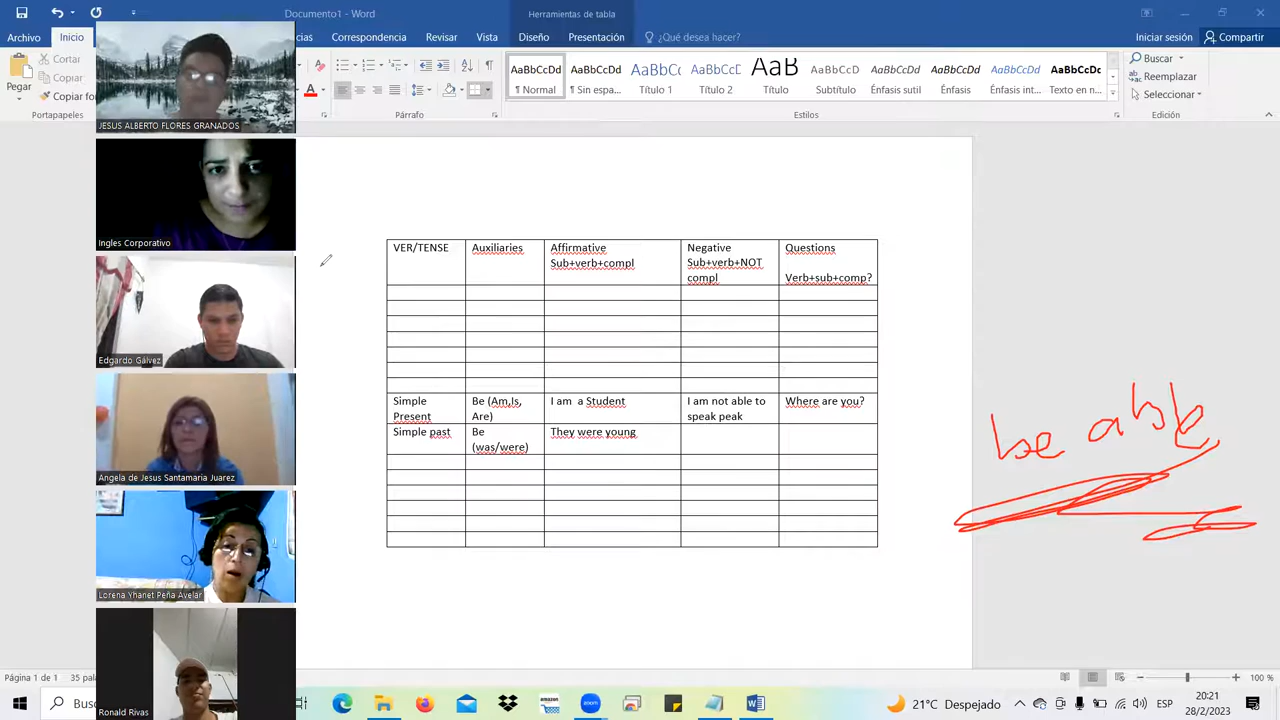 Documento1 - Word
Herramientas de tabla
Archivo
Inicio
Correspondencia
Revisar
Vista
Diseño
Presentación
¿Qué desea hacer?
Iniciar sesión
Compartir
Pegar
Cortar
Portapapeles
Párrafo
AaBbCcDd
¶ Normal
AaBbCcDd
¶ Sin espa...
Título 1
Título 2
AaB
Título
AaBbCcD
Subtítulo
AaBbCcDd
Énfasis sutil
AaBbCcDd
Énfasis
AaBbCcDd
Énfasis int...
AaBbCcDc
Texto en n...
Estilos
Buscar
Reemplazar
Seleccionar
Edición
JESUS ALBERTO FLORES GRANADOS
Ingles Corporativo
Edgardo Gálvez
Angela de Jesus Santamaria Juarez
Lorena Yhanet Peña Avelar
Ronald Rivas
VER/TENSE
Auxiliaries
Affirmative
Sub+verb+compl
Negative
Sub+verb+NOT
compl
Questions
Verb+sub+comp?
Simple
Present
Be (Am,Is,
Are)
I am a Student
I am not able to
speak peak
Where are you?
Simple past
Be
(was/were)
They were young
be able
Página 1 de 1
35 pala
100 %
21°C Despejado
ESP
20:21
28/2/2023